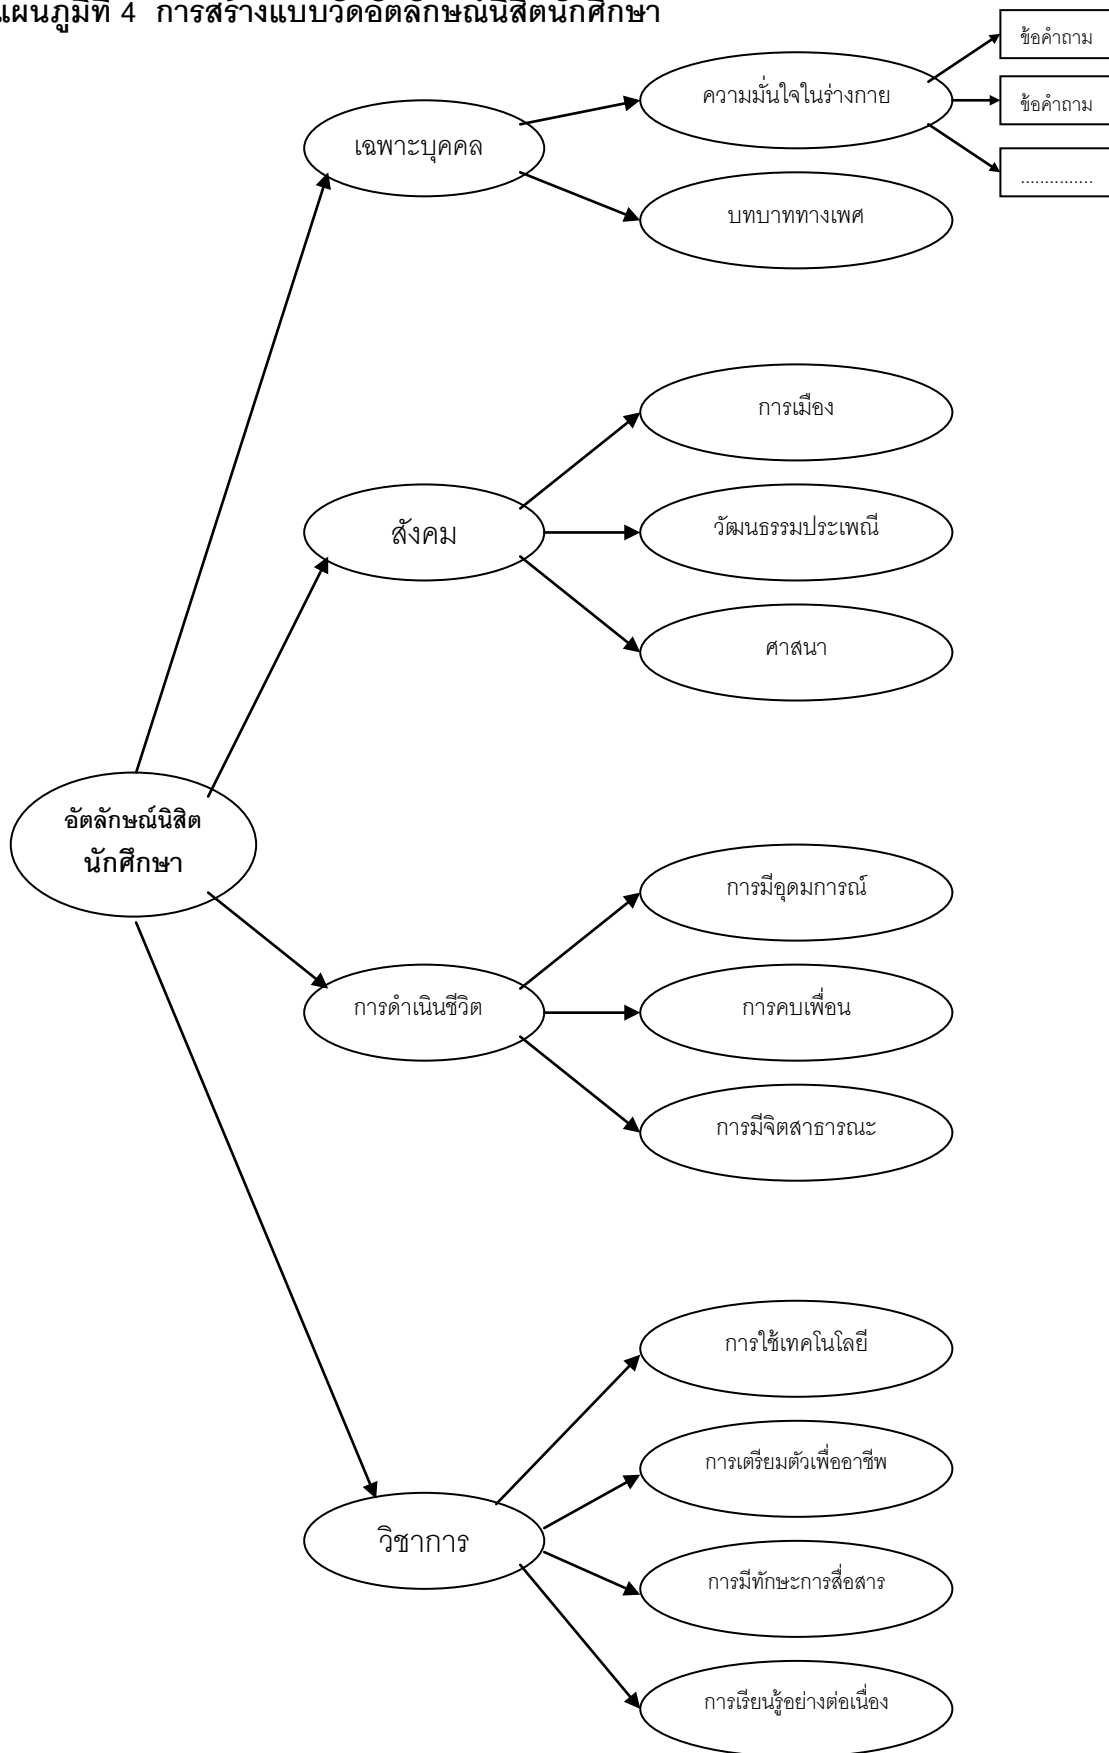 แผนภูมิที่ 4 การสร้างแบบวัดอัตลักษณ์นิสิตนักศึกษา
ข้อคำถาม
ความมั่นใจในร่างกาย
ข้อคำถาม
เฉพาะบุคคล
..............
บทบาททางเพศ
การเมือง
สังคม
วัฒนธรรมประเพณี
ศาสนา
อัตลักษณ์นิสิต
นักศึกษา
การมีอุดมการณ์
การดำเนินชีวิต
การคบเพื่อน
การมีจิตสาธารณะ
การใช้เทคโนโลยี
การเตรียมตัวเพื่ออาชีพ
วิชาการ
การมีทักษะการสื่อสาร
การเรียนรู้อย่างต่อเนื่อง